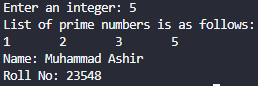 Enter an integer: 5
List of prime numbers is as follows:
1 2 3 5
Name: Muhammad Ashir
Roll No: 23548